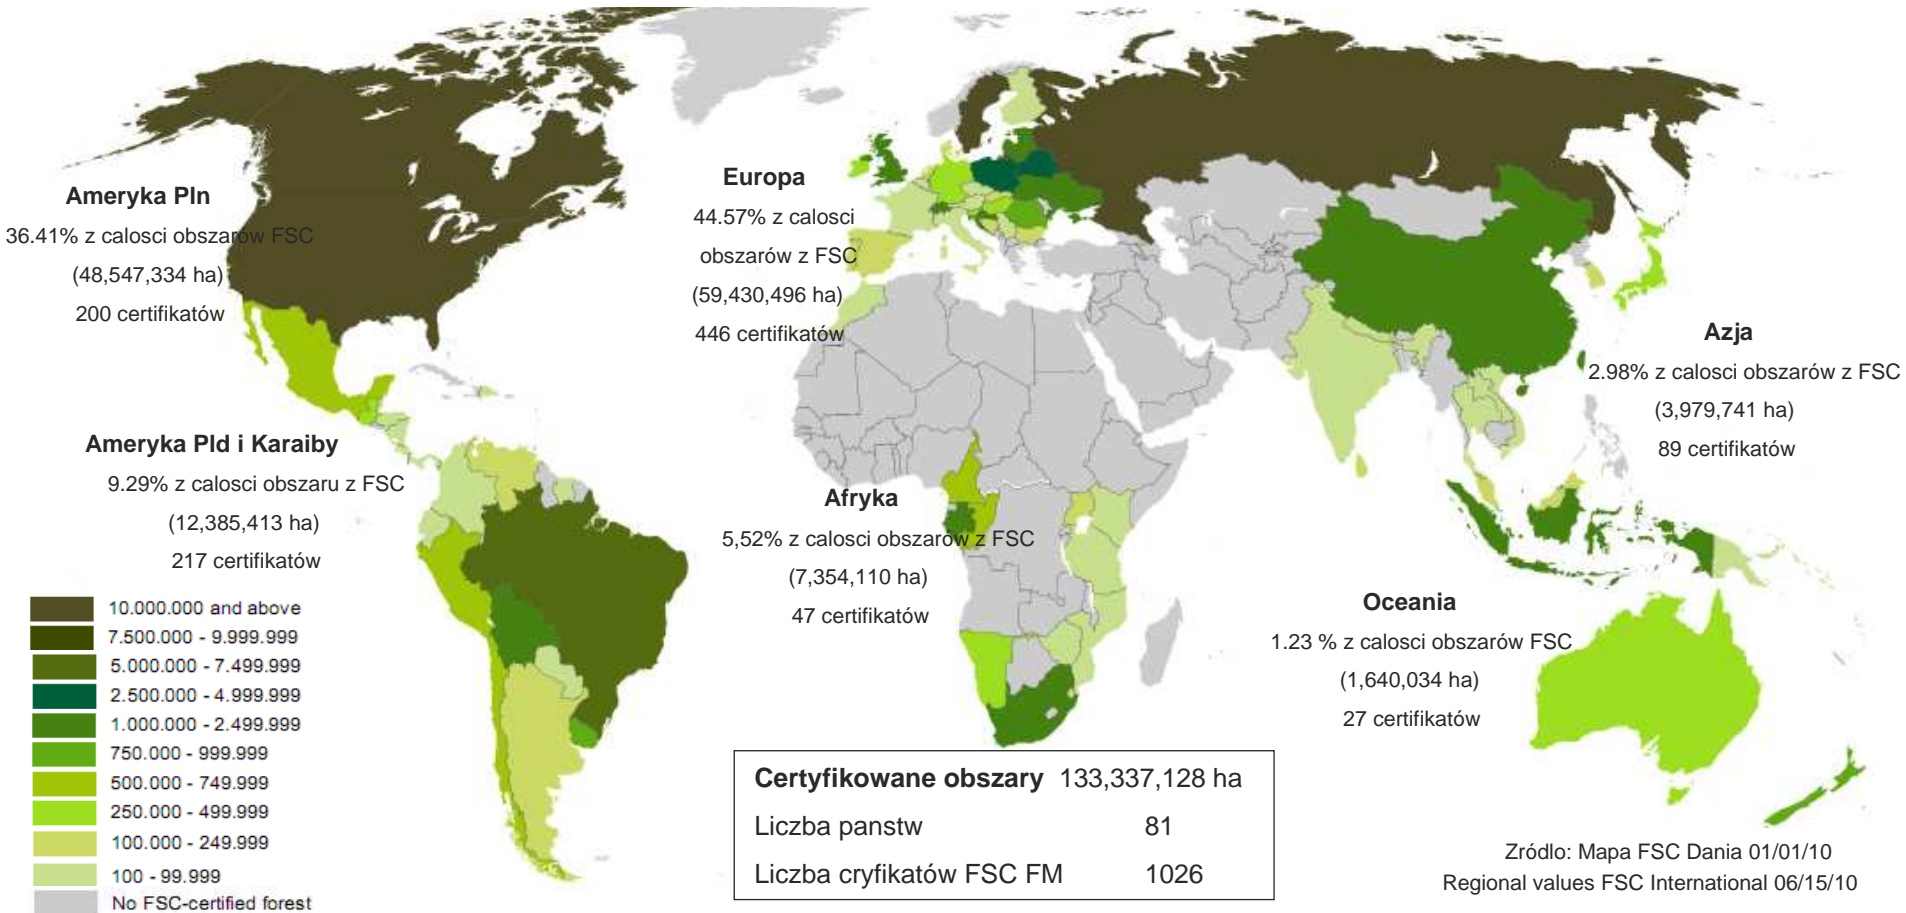 Ameryka Pln
36.41% z calosci obszarów FSC
(48,547,334 ha)
200 certifikatów
Europa
44.57% z calosci
obszarów z FSC
(59,430,496 ha)
446 certifikatów
Azja
2.98% z calosci obszarów z FSC
(3,979,741 ha)
89 certifikatów
Ameryka Pld i Karaiby
9.29% z calosci obszaru z FSC
(12,385,413 ha)
217 certifikatów
Afryka
5,52% z calosci obszarów z FSC
(7,354,110 ha)
47 certifikatów
Oceania
1.23 % z calosci obszarów FSC
(1,640,034 ha)
27 certifikatów
10.000.000 and above
7.500.000 - 9.999.999
5.000.000 - 7.499.999
2.500.000 - 4.999.999
1.000.000 - 2.499.999
750.000 - 999.999
500.000 - 749.999
250.000 - 499.999
100.000 - 249.999
100 - 99.999
No FSC-certified forest
Certyfikowane obszary 133,337,128 ha
Liczba panstw 81
Liczba cryfikatów FSC FM 1026
Zródlo: Mapa FSC Dania 01/01/10
Regional values FSC International 06/15/10